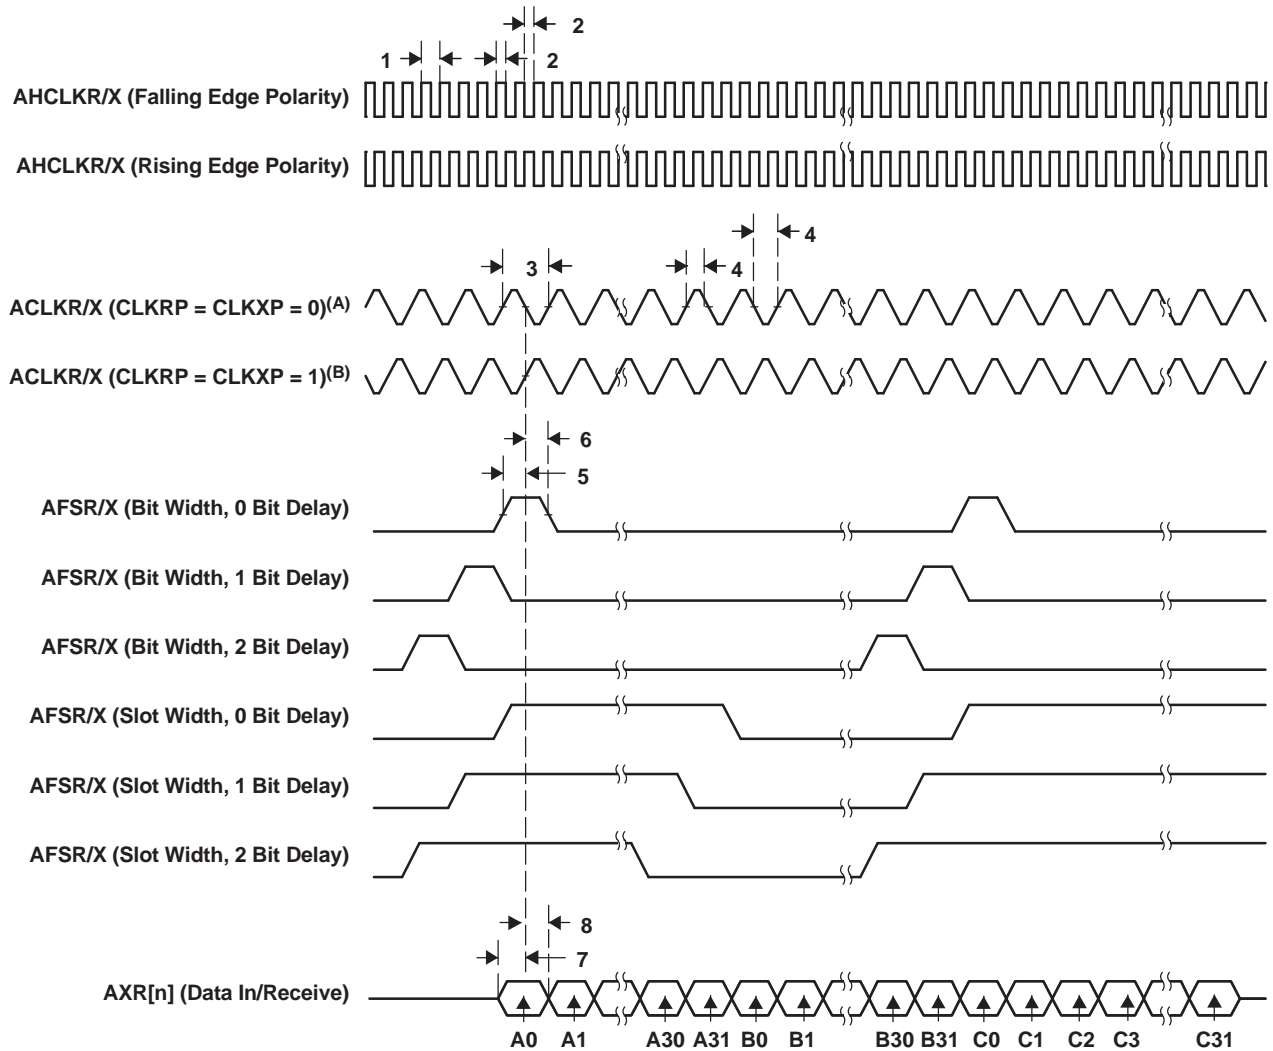 2
1 2
AHCLKR/X (Falling Edge Polarity)
AHCLKR/X (Rising Edge Polarity)
4
3 4
ACLKR/X (CLKRP = CLKXP = 0)(A)
ACLKR/X (CLKRP = CLKXP = 1)(B)
6
5
AFSR/X (Bit Width, 0 Bit Delay)
AFSR/X (Bit Width, 1 Bit Delay)
AFSR/X (Bit Width, 2 Bit Delay)
AFSR/X (Slot Width, 0 Bit Delay)
AFSR/X (Slot Width, 1 Bit Delay)
AFSR/X (Slot Width, 2 Bit Delay)
8
7
AXR[n] (Data In/Receive)
A0 A1 A30 A31 B0 B1 B30 B31 C0 C1 C2 C3 C31